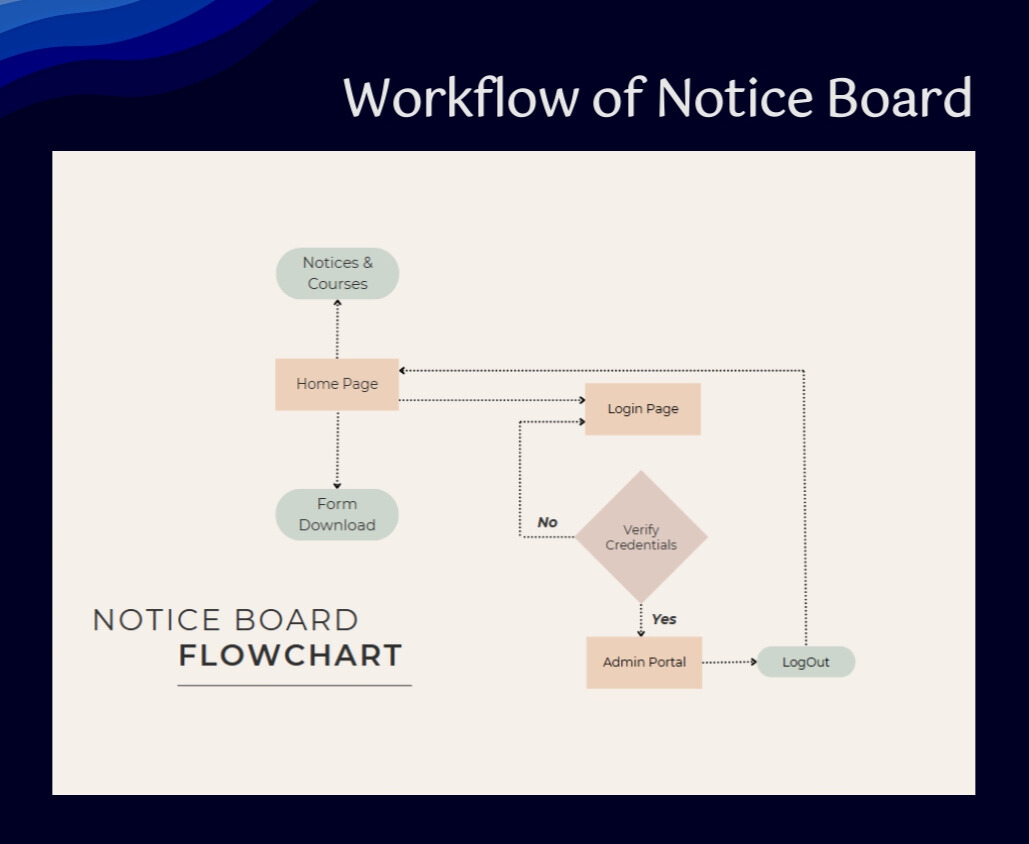 Workflow of Notice Board
Notices &
Courses
Home Page
Login Page
Form
Download
No
Verify
Credentials
Yes
NOTICE BOARD
FLOWCHART
Admin Portal
LogOut